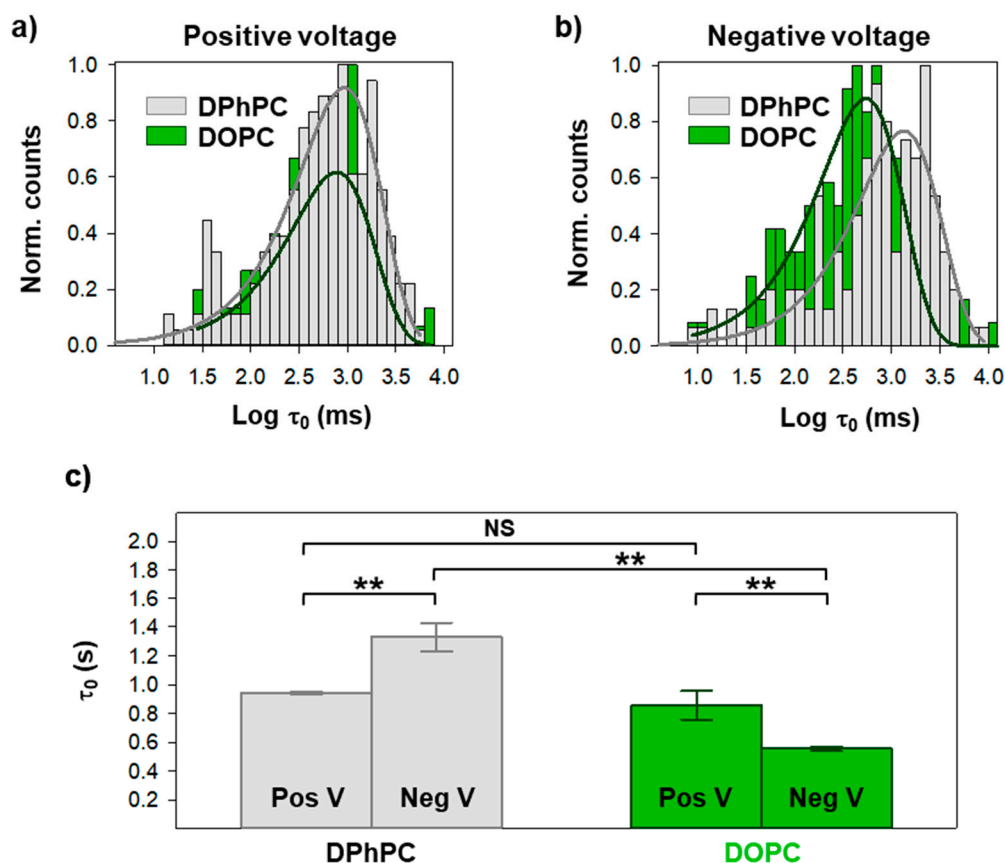 a)
Positive voltage
1.0
0.8
0.6
0.4
0.2
0.0
Norm. counts
DPhPC
DOPC
1.0 1.5 2.0 2.5 3.0 3.5 4.0
Log τ₀ (ms)
b)
Negative voltage
1.0
0.8
0.6
0.4
0.2
0.0
Norm. counts
DPhPC
DOPC
1.0 1.5 2.0 2.5 3.0 3.5 4.0
Log τ₀ (ms)
c)
2.0
1.8
1.6
1.4
1.2
1.0
0.8
0.6
0.4
0.2
τ₀ (s)
NS
**
**
**
Pos V
Neg V
Pos V
Neg V
DPhPC
DOPC